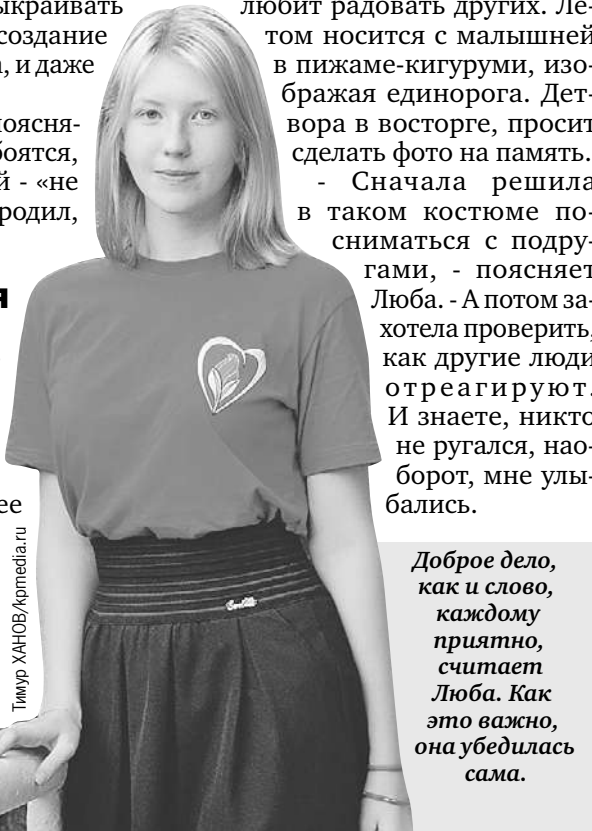 ыкраивать
создание
, и даже
поясня-
боятся,
й - «не
родил,
я
ее
Тимур ХАНОВ/kpmedia.ru
любит радовать других. Ле-
том носится с малышней
в пижаме-кигуруми, изо-
бражая единорога. Дет-
вора в восторге, просит
сделать фото на память.
- Сначала решила
в таком костюме по-
сниматься с подру-
гами, - поясняет
Люба. - А потом за-
хотела проверить,
как другие люди
отреагируют.
И знаете, никто
не ругался, нао-
борот, мне улы-
бались.
Доброе дело,
как и слово,
каждому
приятно,
считает
Люба. Как
это важно,
она убедилась
сама.